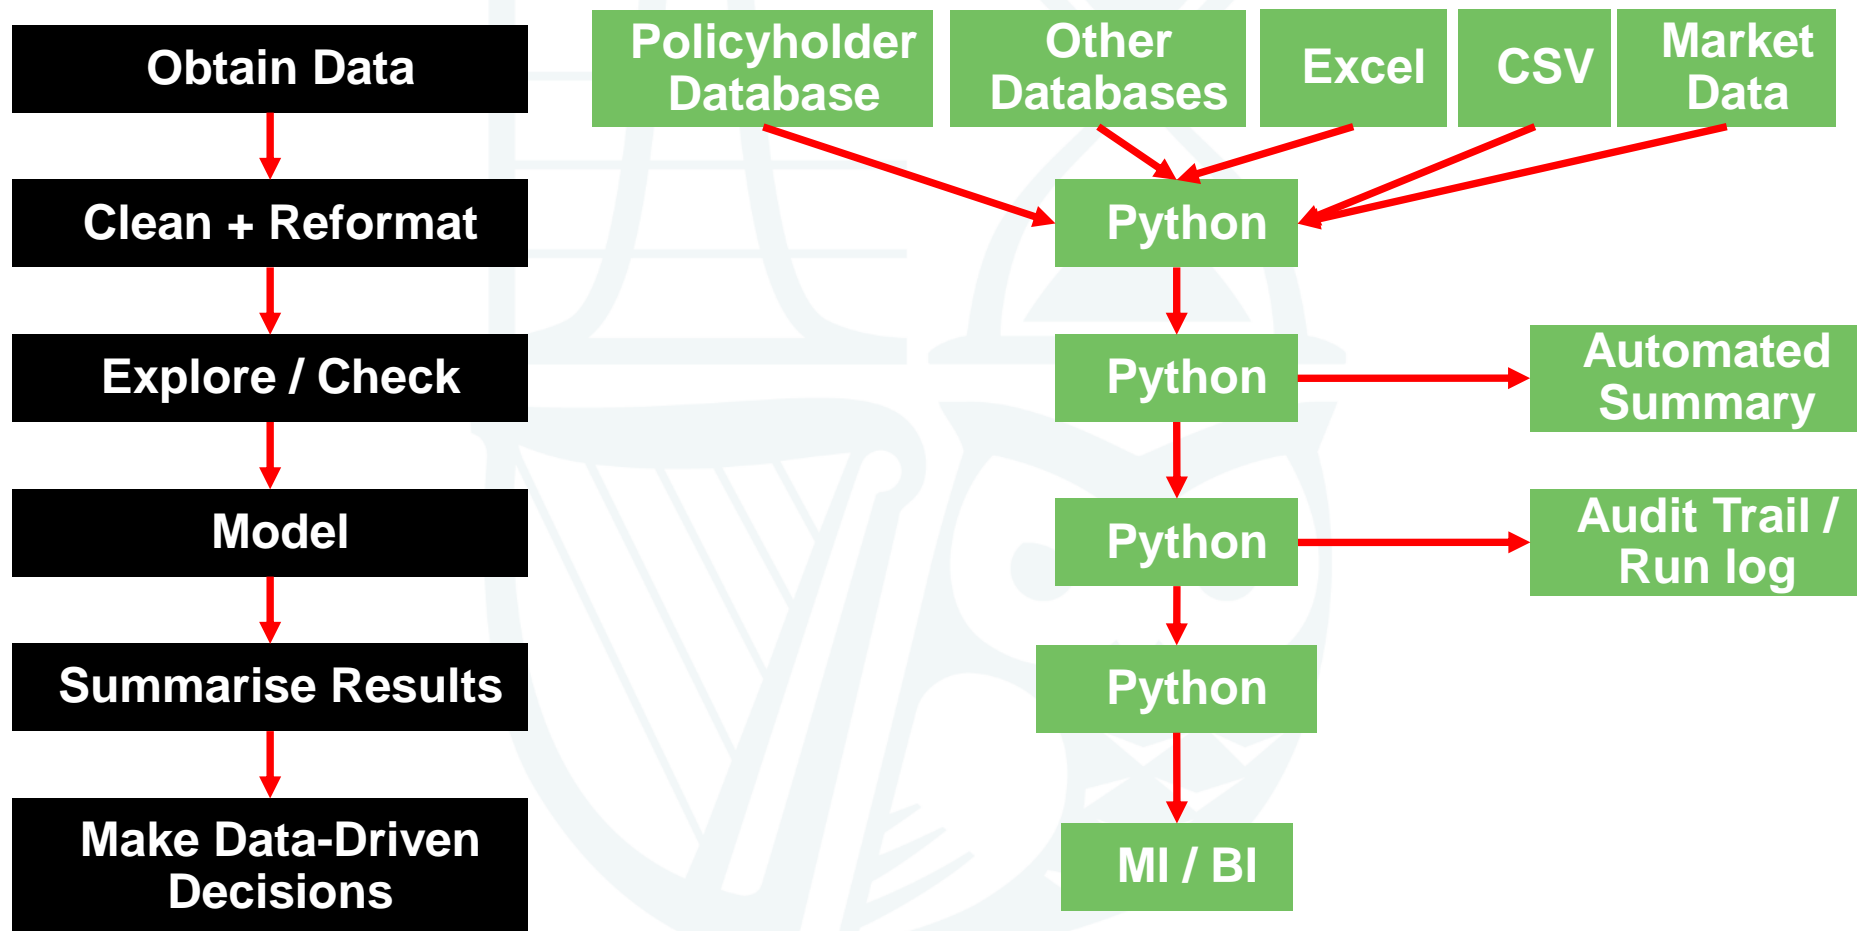 Obtain Data
Clean + Reformat
Explore / Check
Model
Summarise Results
Make Data-Driven
Decisions
Policyholder
Database
Other
Databases
Excel
CSV
Market
Data
Python
Python
Automated
Summary
Python
Audit Trail /
Run log
Python
MI / BI